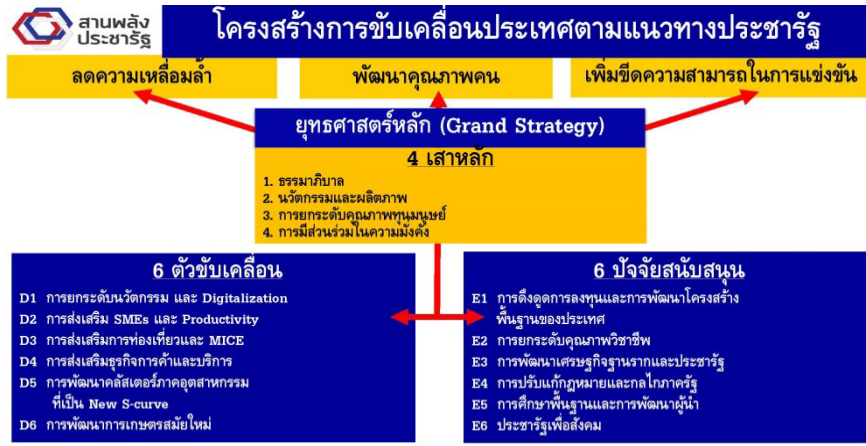 สานพลัง
ประชารัฐ
โครงสร้างการขับเคลื่อนประเทศตามแนวทางประชารัฐ
ลดความเหลื่อมล้ำ
พัฒนาคุณภาพคน
เพิ่มขีดความสามารถในการแข่งขัน
ยุทธศาสตร์หลัก (Grand Strategy)
4 เสาหลัก
1. ธรรมาภิบาล
2. นวัตกรรมและผลิตภาพ
3. การยกระดับคุณภาพทุนมนุษย์
4. การมีส่วนร่วมในความมั่งคั่ง
6 ตัวขับเคลื่อน
D1 การยกระดับนวัตกรรม และ Digitalization
D2 การส่งเสริม SMEs และ Productivity
D3 การส่งเสริมการท่องเที่ยวและ MICE
D4 การส่งเสริมธุรกิจการค้าและบริการ
D5 การพัฒนาคลัสเตอร์ภาคอุตสาหกรรม
ที่เป็น New S-curve
D6 การพัฒนาการเกษตรสมัยใหม่
6 ปัจจัยสนับสนุน
E1 การดึงดูดการลงทุนและการพัฒนาโครงสร้าง
พื้นฐานของประเทศ
E2 การยกระดับคุณภาพวิชาชีพ
E3 การพัฒนาเศรษฐกิจฐานรากและประชารัฐ
E4 การปรับแก้กฎหมายและกลไกภาครัฐ
E5 การศึกษาพื้นฐานและการพัฒนาผู้นำ
E6 ประชารัฐเพื่อสังคม